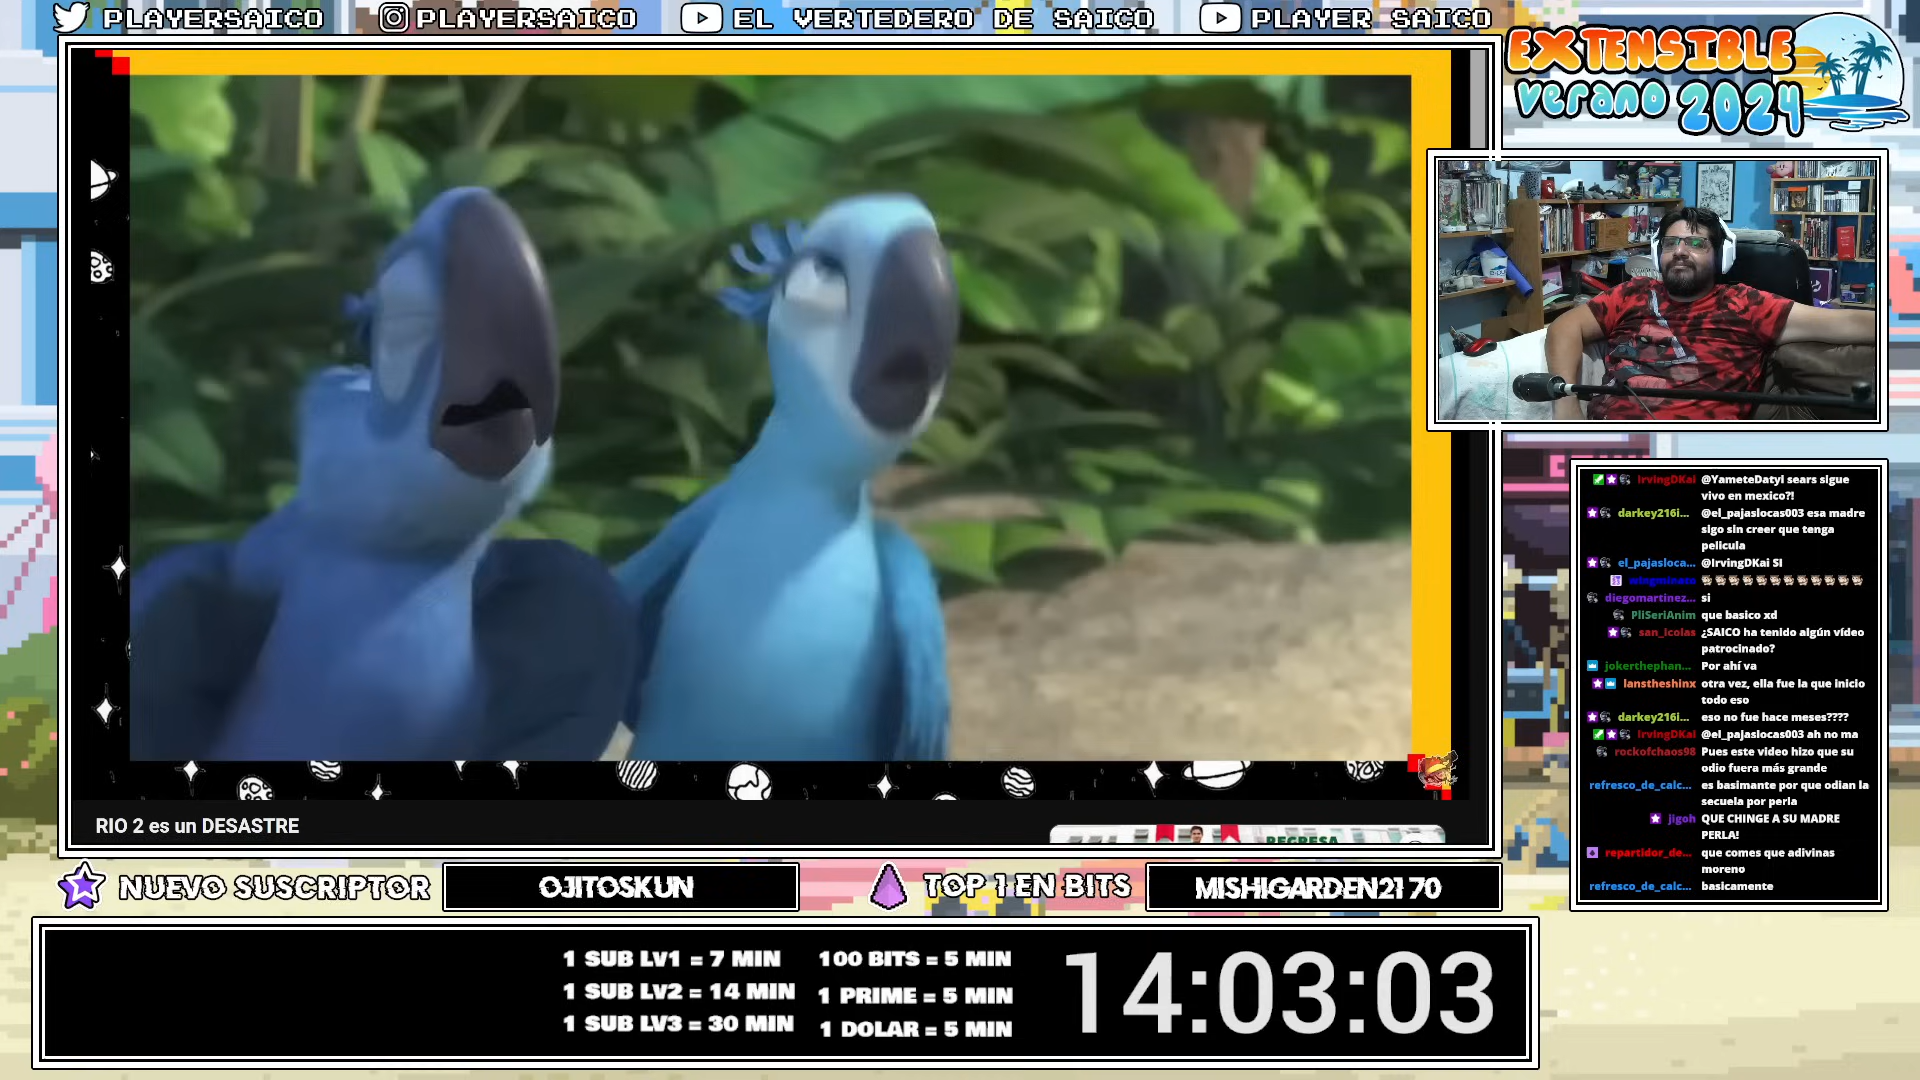 PLAYERSAICO
PLAYERSAICO
EL VERTEDERO DE SAICO
PLAYER SAICO
EXTENSIBLE
verano 2024
IrvingDKai @YameteDatyl sears sigue
vivo en mexico?!
darkey216i... @el_pajaslocas003 esa madre
sigo sin creer que tenga
pelicula
el_pajasloca... @IrvingDKai SI
diegomartinez... si
PliSeriAnim que basico xd
san_icolas ¿SAICO ha tenido algún vídeo
patrocinado?
jokerthephan... Por ahí va
lanstheshinx otra vez, ella fue la que inicio
todo eso
darkey216i... eso no fue hace meses????
IrvingDKai @el_pajaslocas003 ah no ma
rockofchaos98 Pues este video hizo que su
odio fuera más grande
refresco_de_calc... es basimante por que odian la
secuela por perla
jigoh QUE CHINGE A SU MADRE
PERLA!
repartidor_de... que comes que adivinas
moreno
refresco_de_calc... basicamente
RIO 2 es un DESASTRE
REGRESA
NUEVO SUSCRIPTOR
OJITOSKUN
TOP 1 EN BITS
MISHIGARDEN21 70
1 SUB LV1 = 7 MIN
1 SUB LV2 = 14 MIN
1 SUB LV3 = 30 MIN
100 BITS = 5 MIN
1 PRIME = 5 MIN
1 DOLAR = 5 MIN
14:03:03